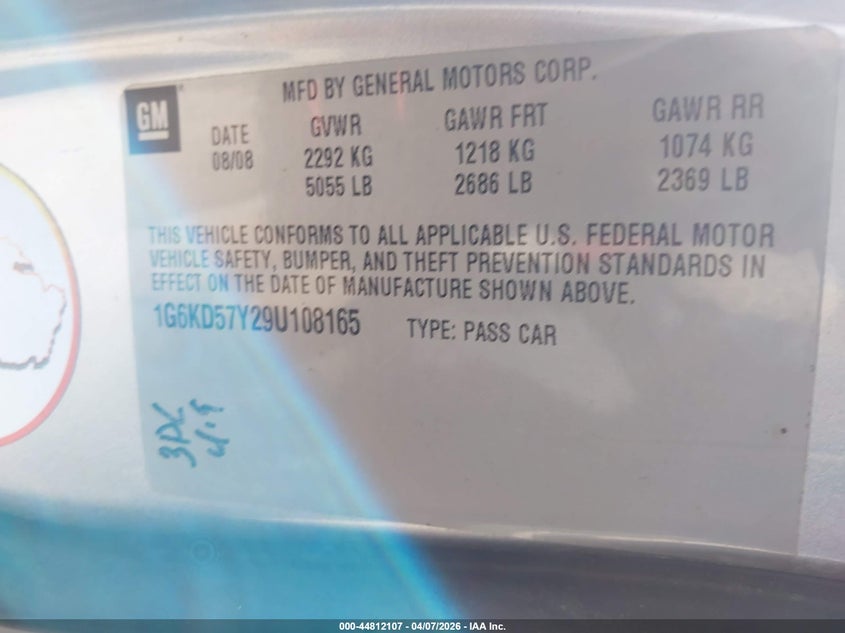 MFD BY GENERAL MOTORS CORP.
GM
DATE GVWR GAWR FRT GAWR RR
08/08 2292 KG 1218 KG 1074 KG
5055 LB 2686 LB 2369 LB
THIS VEHICLE CONFORMS TO ALL APPLICABLE U.S. FEDERAL MOTOR
VEHICLE SAFETY, BUMPER, AND THEFT PREVENTION STANDARDS IN
EFFECT ON THE DATE OF MANUFACTURE SHOWN ABOVE.
1G6KD57Y29U108165 TYPE: PASS CAR
000-44812107 - 04/07/2026 - IAA Inc.